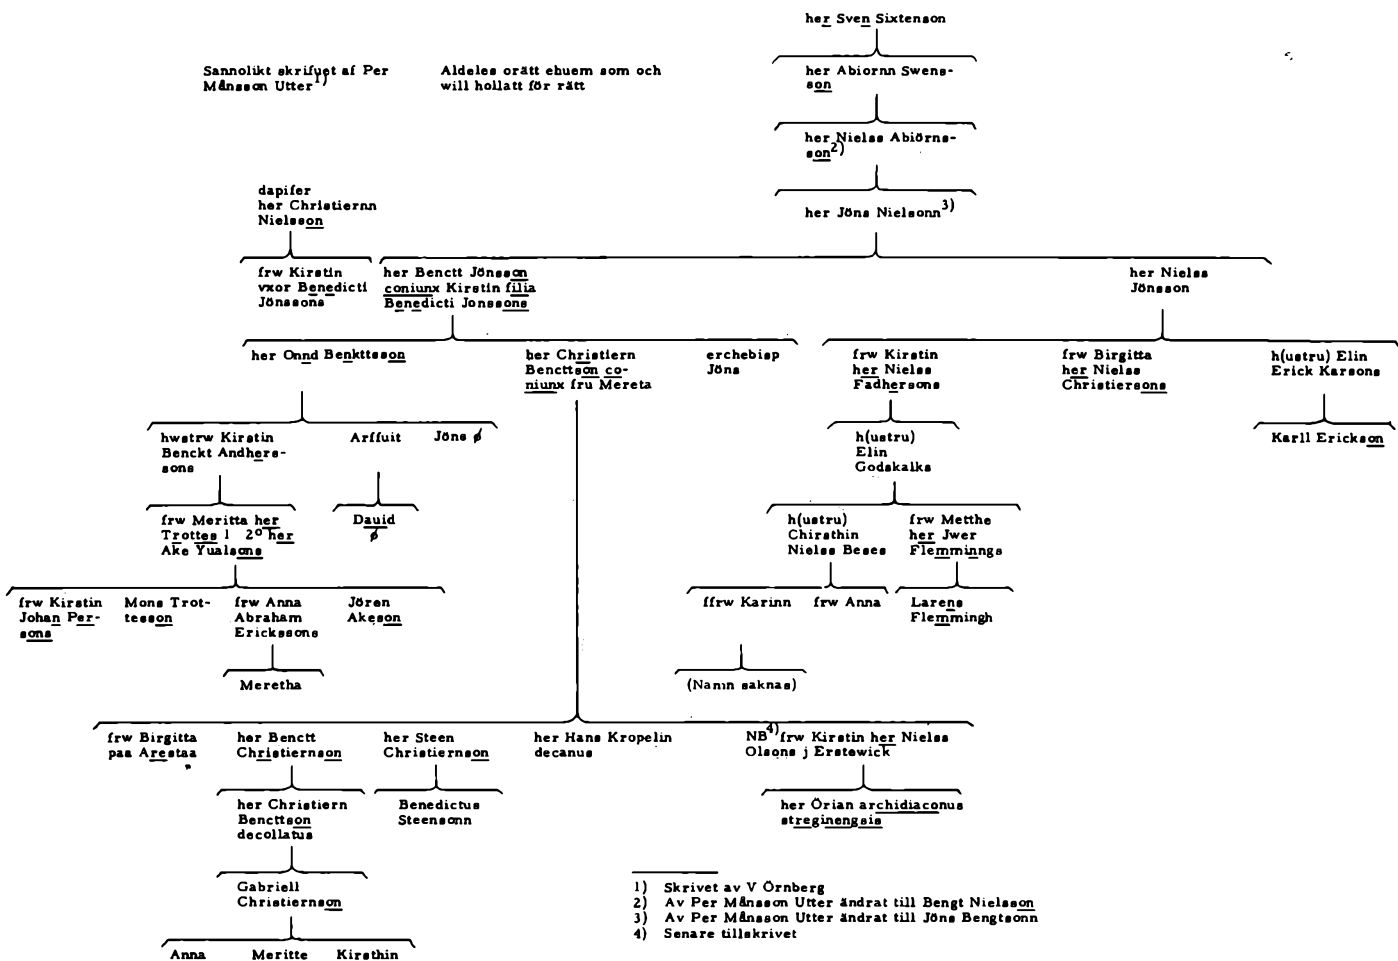 her Sven Sixtenson
Sannolikt skrifuet af Per
Månsson Utter1)
Aldeles orätt ehuem som och
will hollatt för rätt
her Abiornn Swens-
son
her Nielss Abiörns-
son2)
her Jöns Nielsonn3)
dapifer
her Christiernn
Nielsson
frw Kirstin
vxor Benedicti
Jönssons
her Benctt Jönsson
coniunx Kirstin filia
Benedicti Jonssons
her Nielss
Jönsson
her Onnd Benkttsson
her Christiern
Bencttson co-
niunx fru Mereta
erchebisp
Jöns
frw Kirstin
her Nielss
Fadhersons
frw Birgitta
her Nielss
Christiersons
h(ustru) Elin
Erick Karsons
hwstrw Kirstin
Benckt Andhers-
sons
Arffuit
Jöns ø
h(ustru)
Elin
Godskalks
Karll Erickson
frw Meritta her
Trottes 1 2o her
Ake Yualsons
Dauid
ø
h(ustru)
Chirsthin
Nielss Beses
frw Metthe
her Jwer
Flemmings
frw Kirstin
Johan Per-
sons
Mons Trot-
tesson
frw Anna
Abraham
Erickssons
Jören
Akeson
ffrw Karinn
frw Anna
Larens
Flemmingh
Meretha
(Namn saknas)
frw Birgitta
paa Arestaa
her Benctt
Christiernson
her Steen
Christiernson
her Hans Kropelin
decanus
NB4) frw Kirstin her Nielss
Olsons j Erstewick
her Christiern
Bencttson
decollatus
Benedictus
Steensonn
her Örian archidiaconus
streginengsis
Gabriell
Christiernson
Anna
Meritte
Kirsthin
1) Skrivet av V Örnberg
2) Av Per Månsson Utter ändrat till Bengt Nielsson
3) Av Per Månsson Utter ändrat till Jöns Bengtsonn
4) Senare tillskrivet